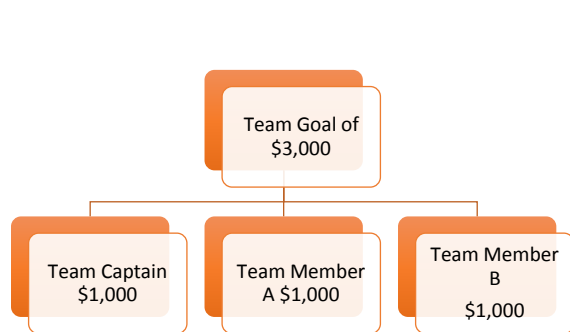 Team Goal of
$3,000
Team Captain
$1,000
Team Member
A $1,000
Team Member
B
$1,000